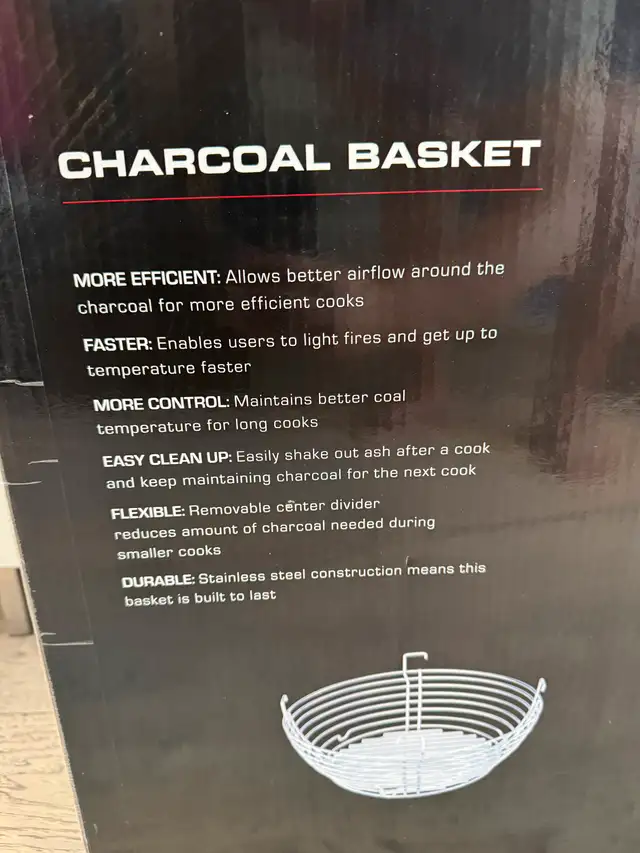 CHARCOAL BASKET
MORE EFFICIENT: Allows better airflow around the
charcoal for more efficient cooks
FASTER: Enables users to light fires and get up to
temperature faster
MORE CONTROL: Maintains better coal
temperature for long cooks
EASY CLEAN UP: Easily shake out ash after a cook
and keep maintaining charcoal for the next cook
FLEXIBLE: Removable center divider
reduces amount of charcoal needed during
smaller cooks
DURABLE: Stainless steel construction means this
basket is built to last